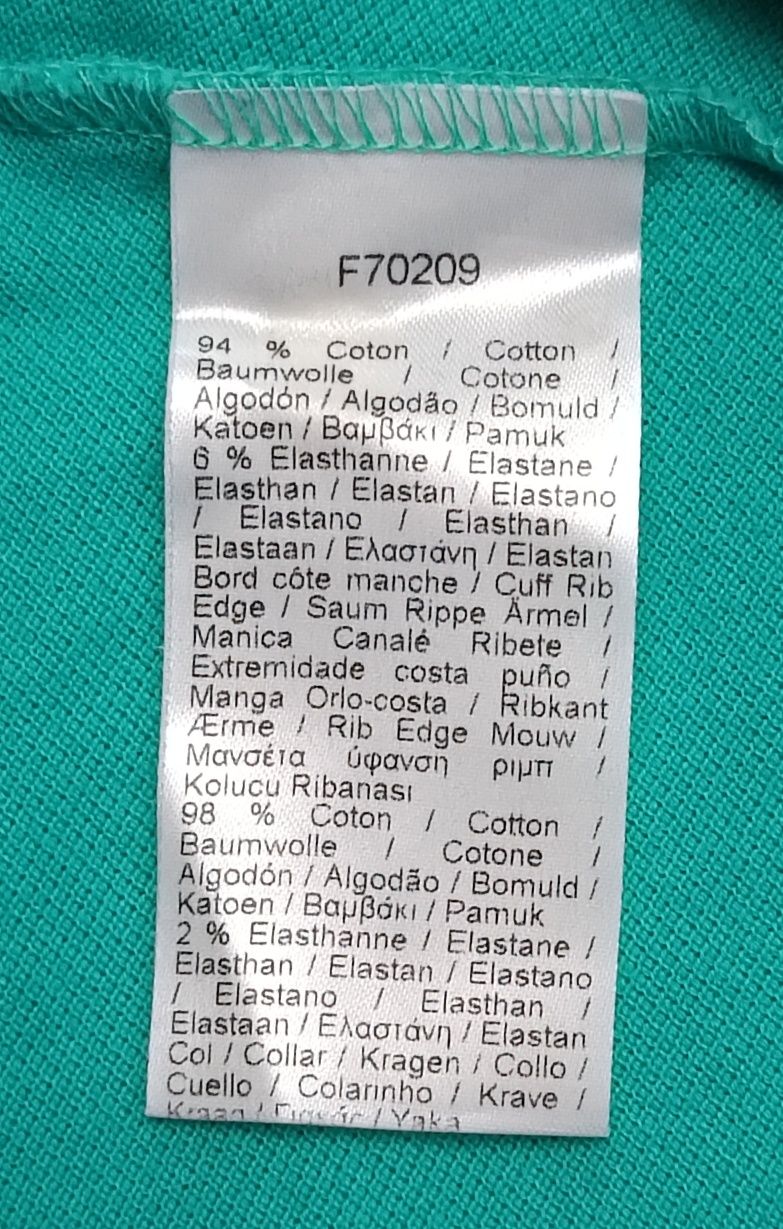 F70209
94 % Coton / Cotton /
Baumwolle / Cotone /
Algodón / Algodão / Bomuld /
Katoen / Βαμβάκι / Pamuk
6 % Elasthanne / Elastane /
Elasthan / Elastan / Elastano
/ Elastano / Elasthan /
Elastaan / Ελαστάνη / Elastan
Bord côte manche / Cuff Rib
Edge / Saum Rippe Ärmel /
Manica Canalé Ribete /
Extremidade costa puño /
Manga Orlo-costa / Ribkant
Ærme / Rib Edge Mouw /
Μανσέτα ύφανση ριμπ /
Kolucu Ribanası
98 % Coton / Cotton /
Baumwolle / Cotone /
Algodón / Algodão / Bomuld /
Katoen / Βαμβάκι / Pamuk
2 % Elasthanne / Elastane /
Elasthan / Elastan / Elastano
/ Elastano / Elasthan /
Elastaan / Ελαστάνη / Elastan
Col / Collar / Kragen / Collo /
Cuello / Colarinho / Krave /
Kraag / / Yaka